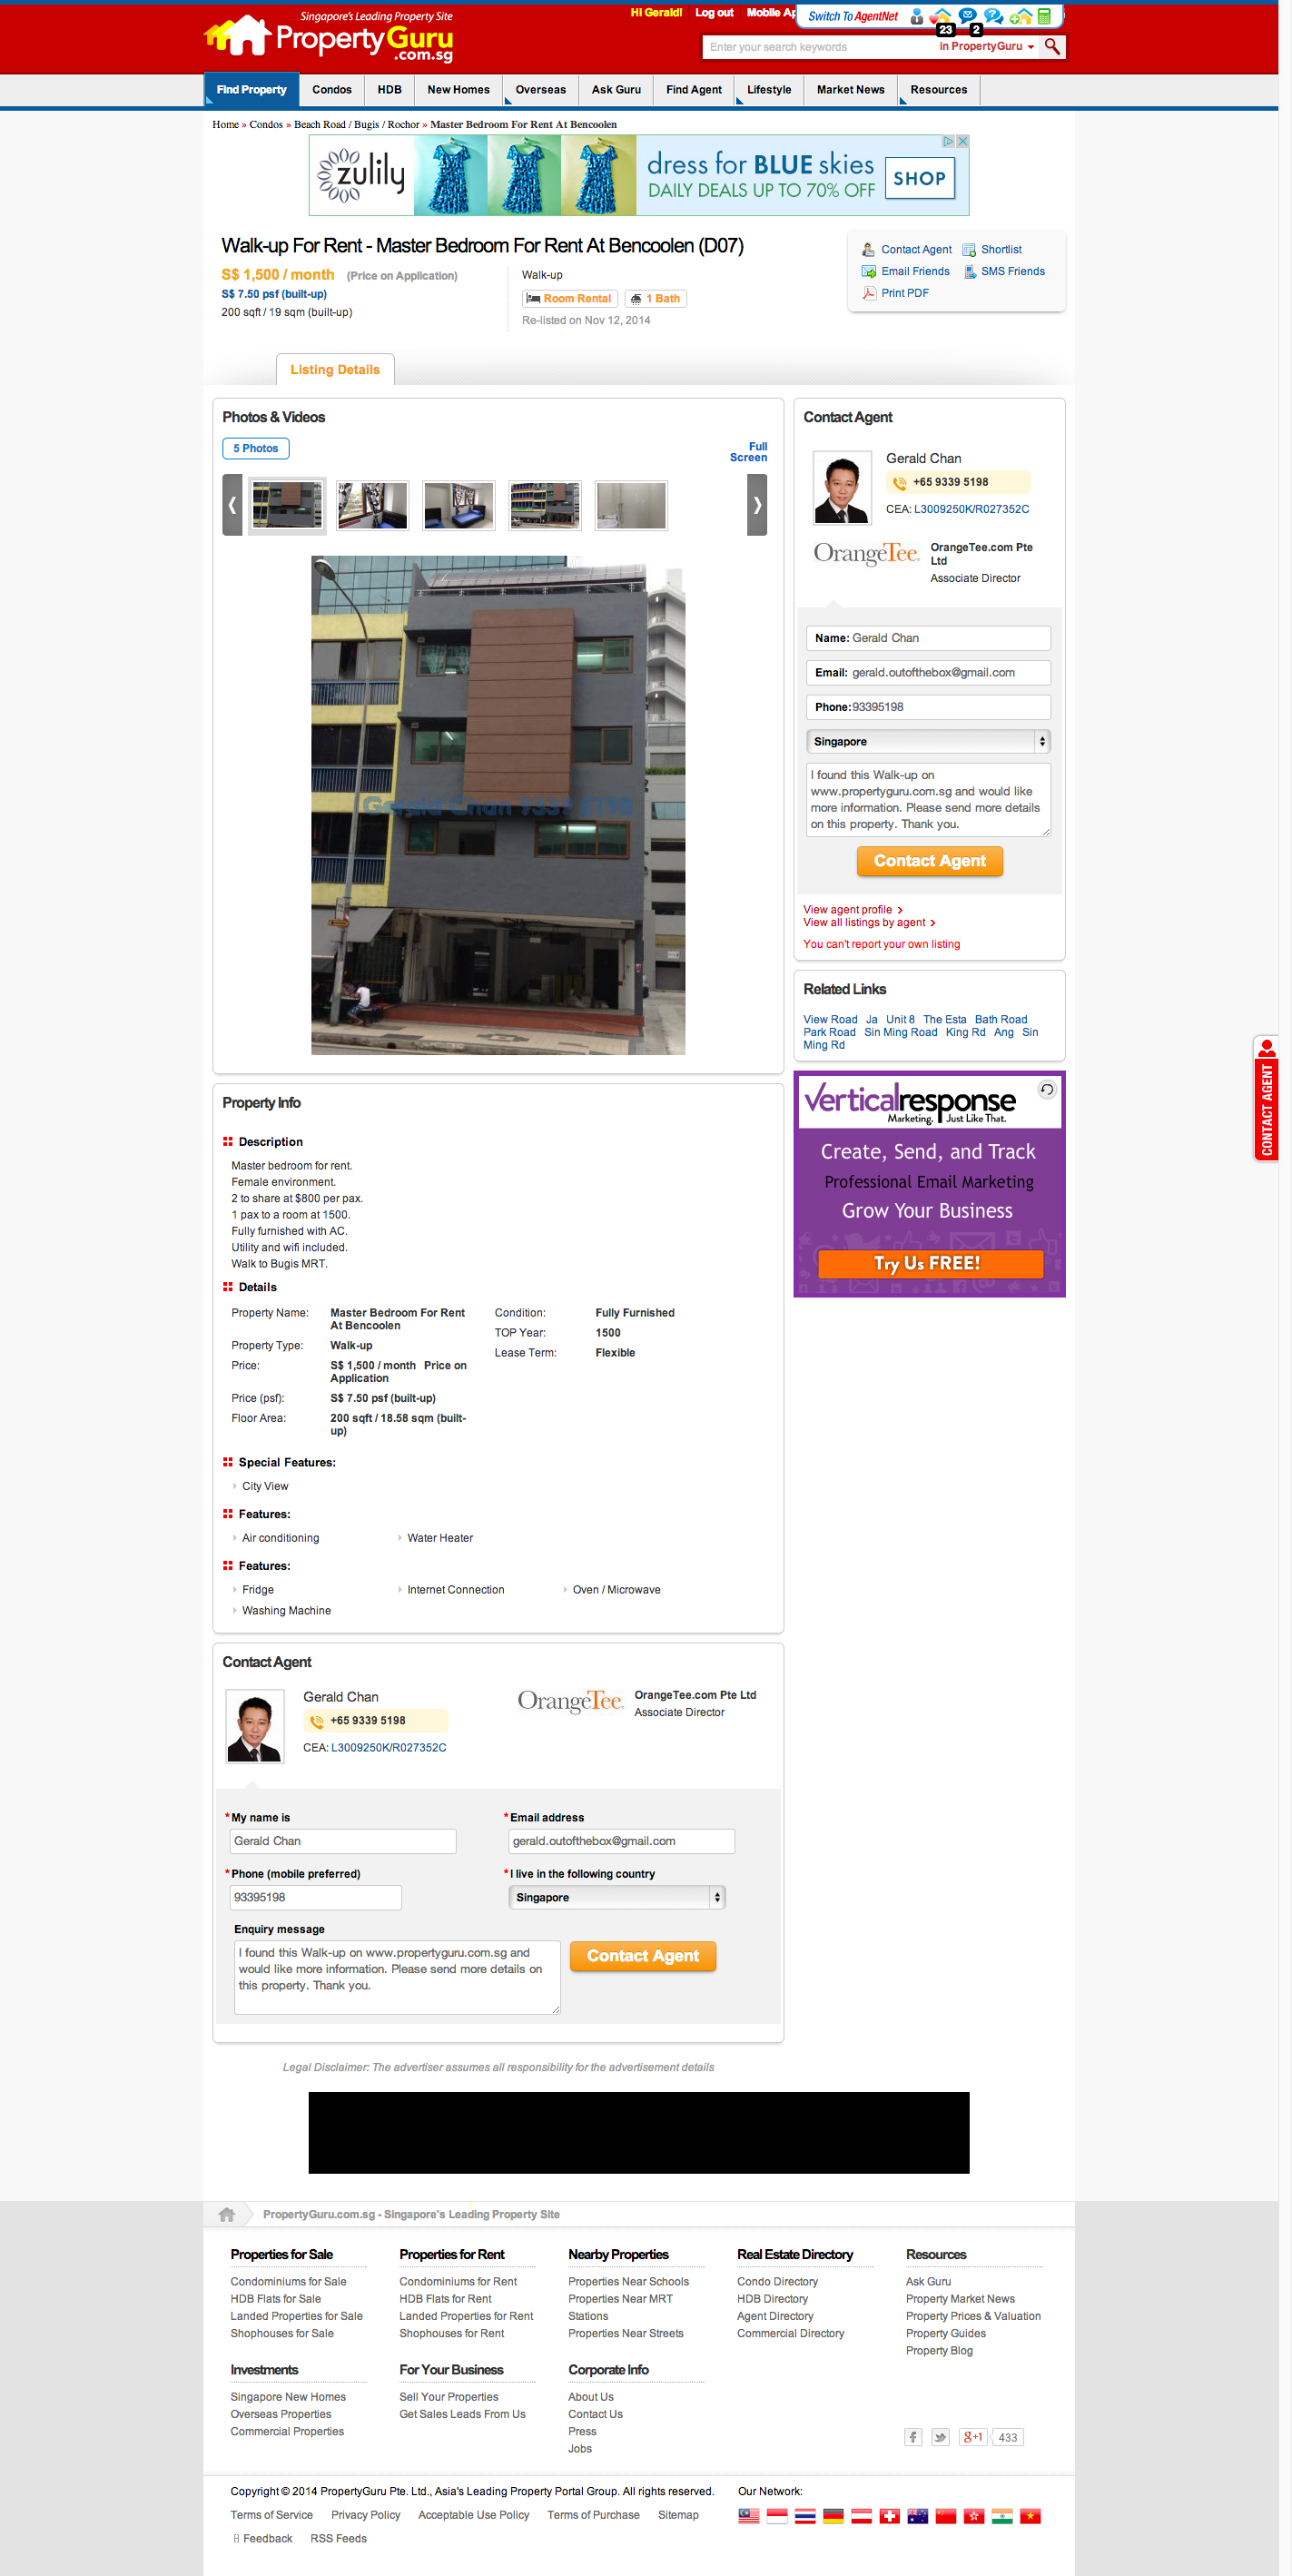 Singapore's Leading Property Site
PropertyGuru
.com.sg
Hi Gerald! Log out Mobile Ap
Switch To AgentNet
23 2
Enter your search keywords in PropertyGuru
Find Property Condos HDB New Homes Overseas Ask Guru Find Agent Lifestyle Market News Resources
Home » Condos » Beach Road / Bugis / Rochor » Master Bedroom For Rent At Bencoolen
zulily
dress for BLUE skies
DAILY DEALS UP TO 70% OFF
SHOP
Walk-up For Rent - Master Bedroom For Rent At Bencoolen (D07)
S$ 1,500 / month (Price on Application)
S$ 7.50 psf (built-up)
200 sqft / 19 sqm (built-up)
Walk-up
Room Rental 1 Bath
Re-listed on Nov 12, 2014
Contact Agent Shortlist
Email Friends SMS Friends
Print PDF
Listing Details
Photos & Videos
5 Photos
Full
Screen
Gerald Chan 9339 5198
Contact Agent
Gerald Chan
+65 9339 5198
CEA: L3009250K/R027352C
OrangeTee
OrangeTee.com Pte
Ltd
Associate Director
Name: Gerald Chan
Email: gerald.outofthebox@gmail.com
Phone: 93395198
Singapore
I found this Walk-up on
www.propertyguru.com.sg and would like
more information. Please send more details
on this property. Thank you.
Contact Agent
View agent profile
View all listings by agent
You can't report your own listing
Related Links
View Road Ja Unit 8 The Esta Bath Road
Park Road Sin Ming Road King Rd Ang Sin
Ming Rd
CONTACT AGENT
verticalresponse
Marketing. Just Like That.
Create, Send, and Track
Professional Email Marketing
Grow Your Business
Try Us FREE!
Property Info
Description
Master bedroom for rent.
Female environment.
2 to share at $800 per pax.
1 pax to a room at 1500.
Fully furnished with AC.
Utility and wifi included.
Walk to Bugis MRT.
Details
Property Name: Master Bedroom For Rent
At Bencoolen
Property Type: Walk-up
Price: S$ 1,500 / month Price on
Application
Price (psf): S$ 7.50 psf (built-up)
Floor Area: 200 sqft / 18.58 sqm (built-
up)
Condition: Fully Furnished
TOP Year: 1500
Lease Term: Flexible
Special Features:
City View
Features:
Air conditioning Water Heater
Features:
Fridge Internet Connection Oven / Microwave
Washing Machine
Contact Agent
Gerald Chan
+65 9339 5198
CEA: L3009250K/R027352C
OrangeTee
OrangeTee.com Pte Ltd
Associate Director
* My name is
Gerald Chan
* Email address
gerald.outofthebox@gmail.com
* Phone (mobile preferred)
93395198
* I live in the following country
Singapore
Enquiry message
I found this Walk-up on www.propertyguru.com.sg and
would like more information. Please send more details on
this property. Thank you.
Contact Agent
Legal Disclaimer: The advertiser assumes all responsibility for the advertisement details
PropertyGuru.com.sg - Singapore's Leading Property Site
Properties for Sale
Condominiums for Sale
HDB Flats for Sale
Landed Properties for Sale
Shophouses for Sale
Properties for Rent
Condominiums for Rent
HDB Flats for Rent
Landed Properties for Rent
Shophouses for Rent
Nearby Properties
Properties Near Schools
Properties Near MRT
Stations
Properties Near Streets
Real Estate Directory
Condo Directory
HDB Directory
Agent Directory
Commercial Directory
Resources
Ask Guru
Property Market News
Property Prices & Valuation
Property Guides
Property Blog
Investments
Singapore New Homes
Overseas Properties
Commercial Properties
For Your Business
Sell Your Properties
Get Sales Leads From Us
Corporate Info
About Us
Contact Us
Press
Jobs
g+1 433
Copyright © 2014 PropertyGuru Pte. Ltd., Asia's Leading Property Portal Group. All rights reserved.
Our Network:
Terms of Service Privacy Policy Acceptable Use Policy Terms of Purchase Sitemap
Feedback RSS Feeds